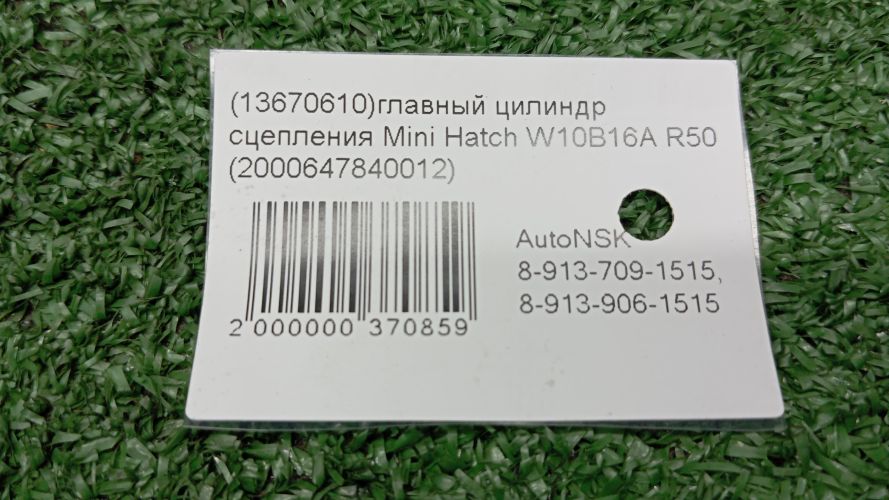 (13670610)главный цилиндр
сцепления Mini Hatch W10B16A R50
(2000647840012)
AutoNSK
8-913-709-1515,
8-913-906-1515
2 000000 370859